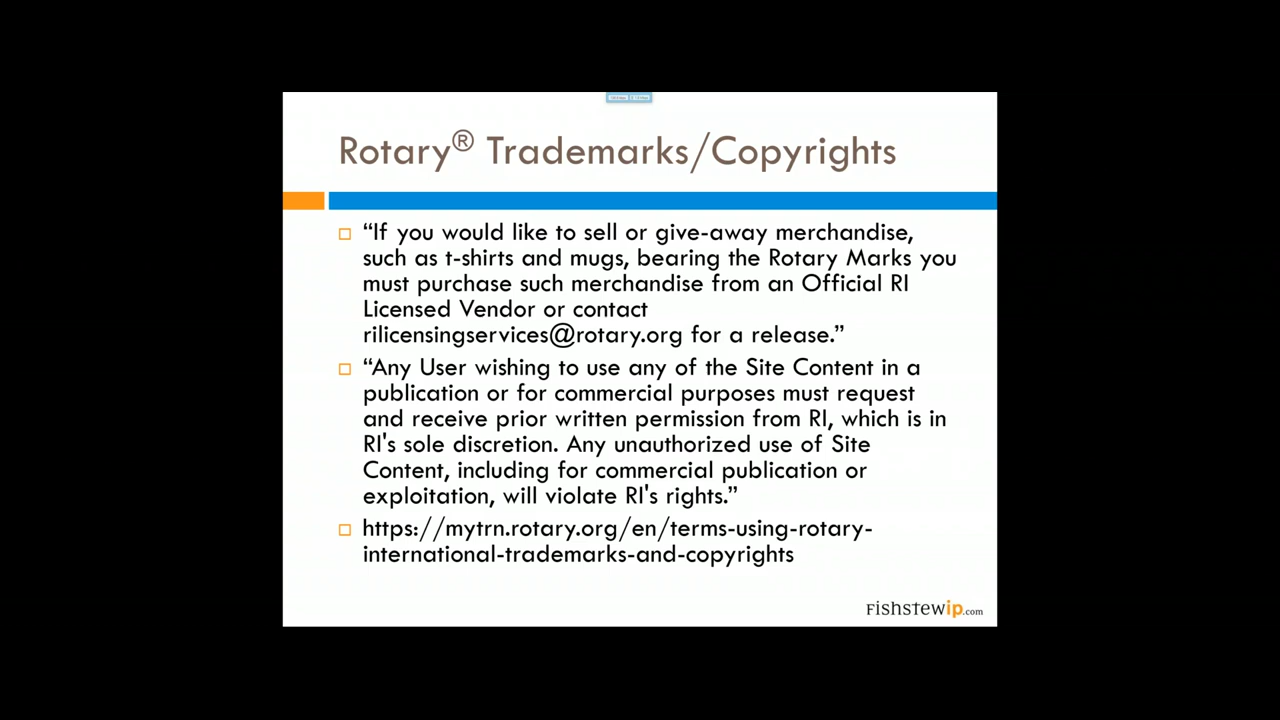 Rotary® Trademarks/Copyrights
“If you would like to sell or give-away merchandise,
such as t-shirts and mugs, bearing the Rotary Marks you
must purchase such merchandise from an Official RI
Licensed Vendor or contact
rilicensingservices@rotary.org for a release.”
“Any User wishing to use any of the Site Content in a
publication or for commercial purposes must request
and receive prior written permission from RI, which is in
RI's sole discretion. Any unauthorized use of Site
Content, including for commercial publication or
exploitation, will violate RI's rights.”
https://mytrn.rotary.org/en/terms-using-rotary-
international-trademarks-and-copyrights
Fishstewip.com